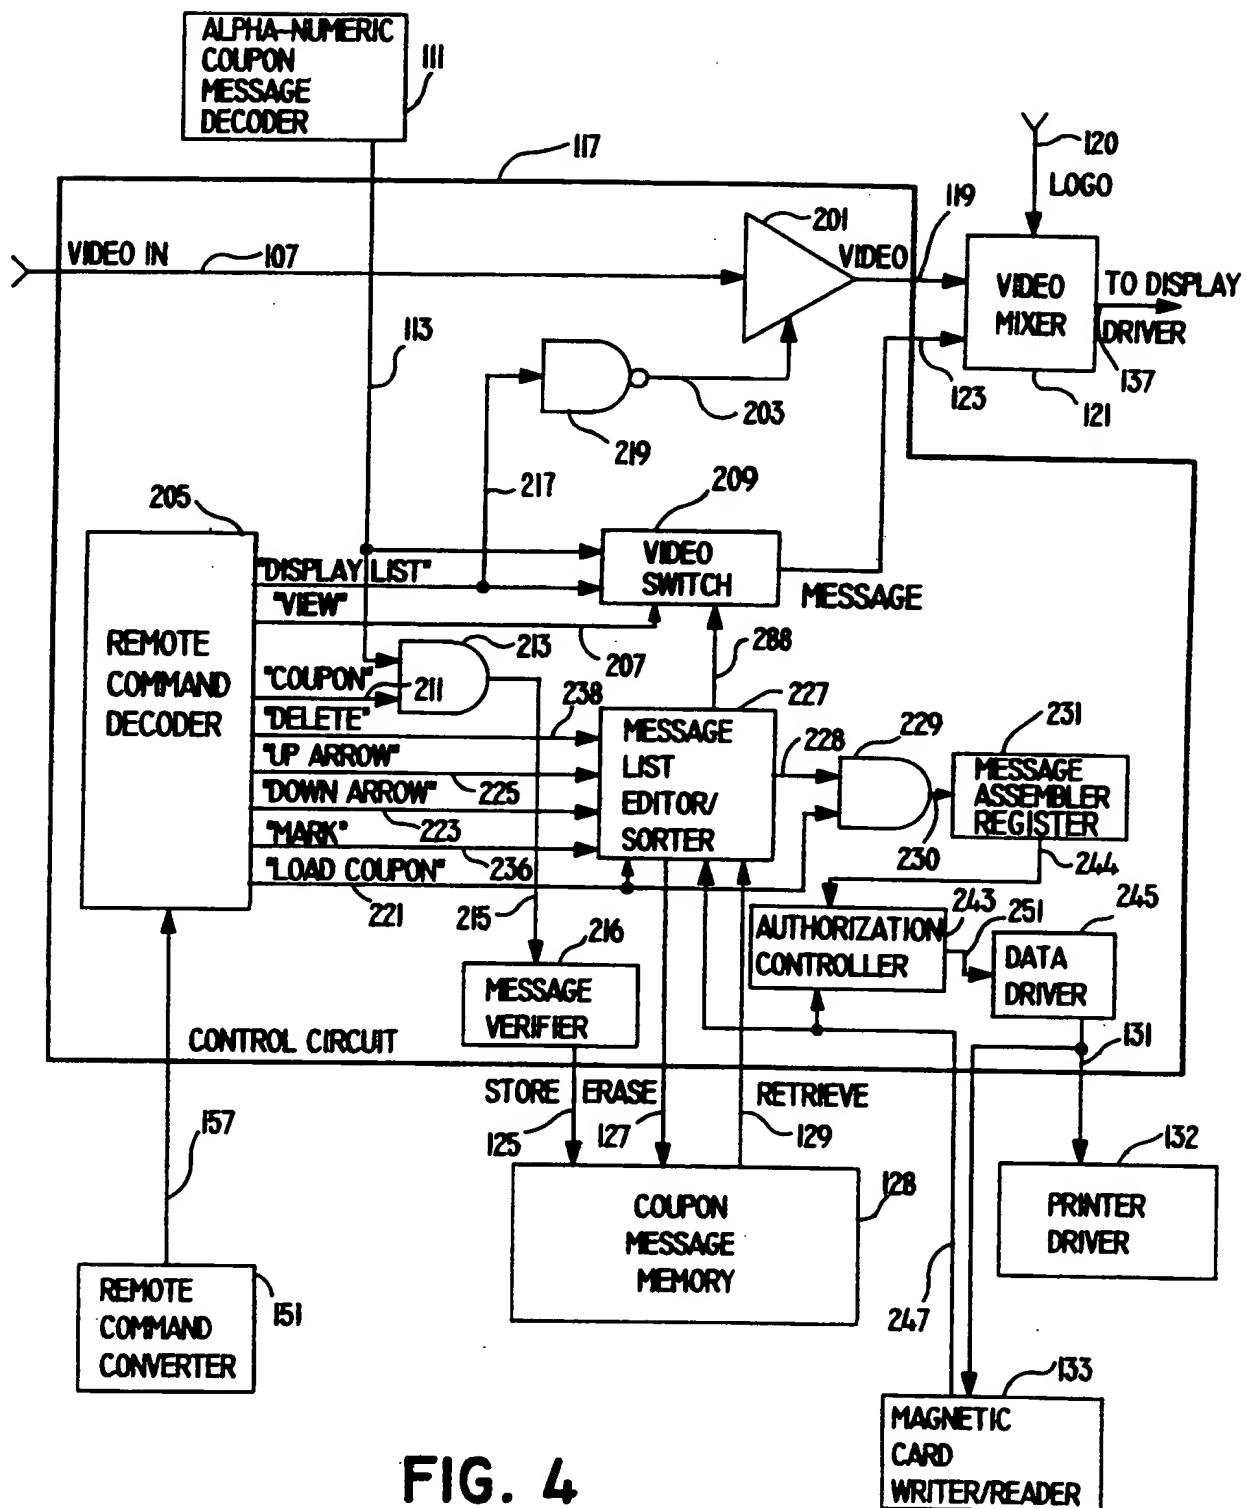 ALPHA-NUMERIC
COUPON
MESSAGE
DECODER
111
117
120
LOGO
119
201
VIDEO IN
107
VIDEO
VIDEO
MIXER
TO DISPLAY
DRIVER
113
203
219
123
121
137
217
209
205
VIDEO
SWITCH
"DISPLAY LIST"
MESSAGE
"VIEW"
213
207
288
REMOTE
COMMAND
DECODER
"COUPON"
211
238
227
"DELETE"
MESSAGE
LIST
EDITOR/
SORTER
228
229
231
"UP ARROW"
225
MESSAGE
ASSEMBLER
REGISTER
"DOWN ARROW"
223
"MARK"
236
230
244
"LOAD COUPON"
221
215
216
243
251
245
AUTHORIZATION
CONTROLLER
DATA
DRIVER
MESSAGE
VERIFIER
CONTROL CIRCUIT
131
STORE
ERASE
RETRIEVE
125
127
129
157
132
128
COUPON
MESSAGE
MEMORY
PRINTER
DRIVER
REMOTE
COMMAND
CONVERTER
151
247
133
MAGNETIC
CARD
WRITER/READER
FIG. 4